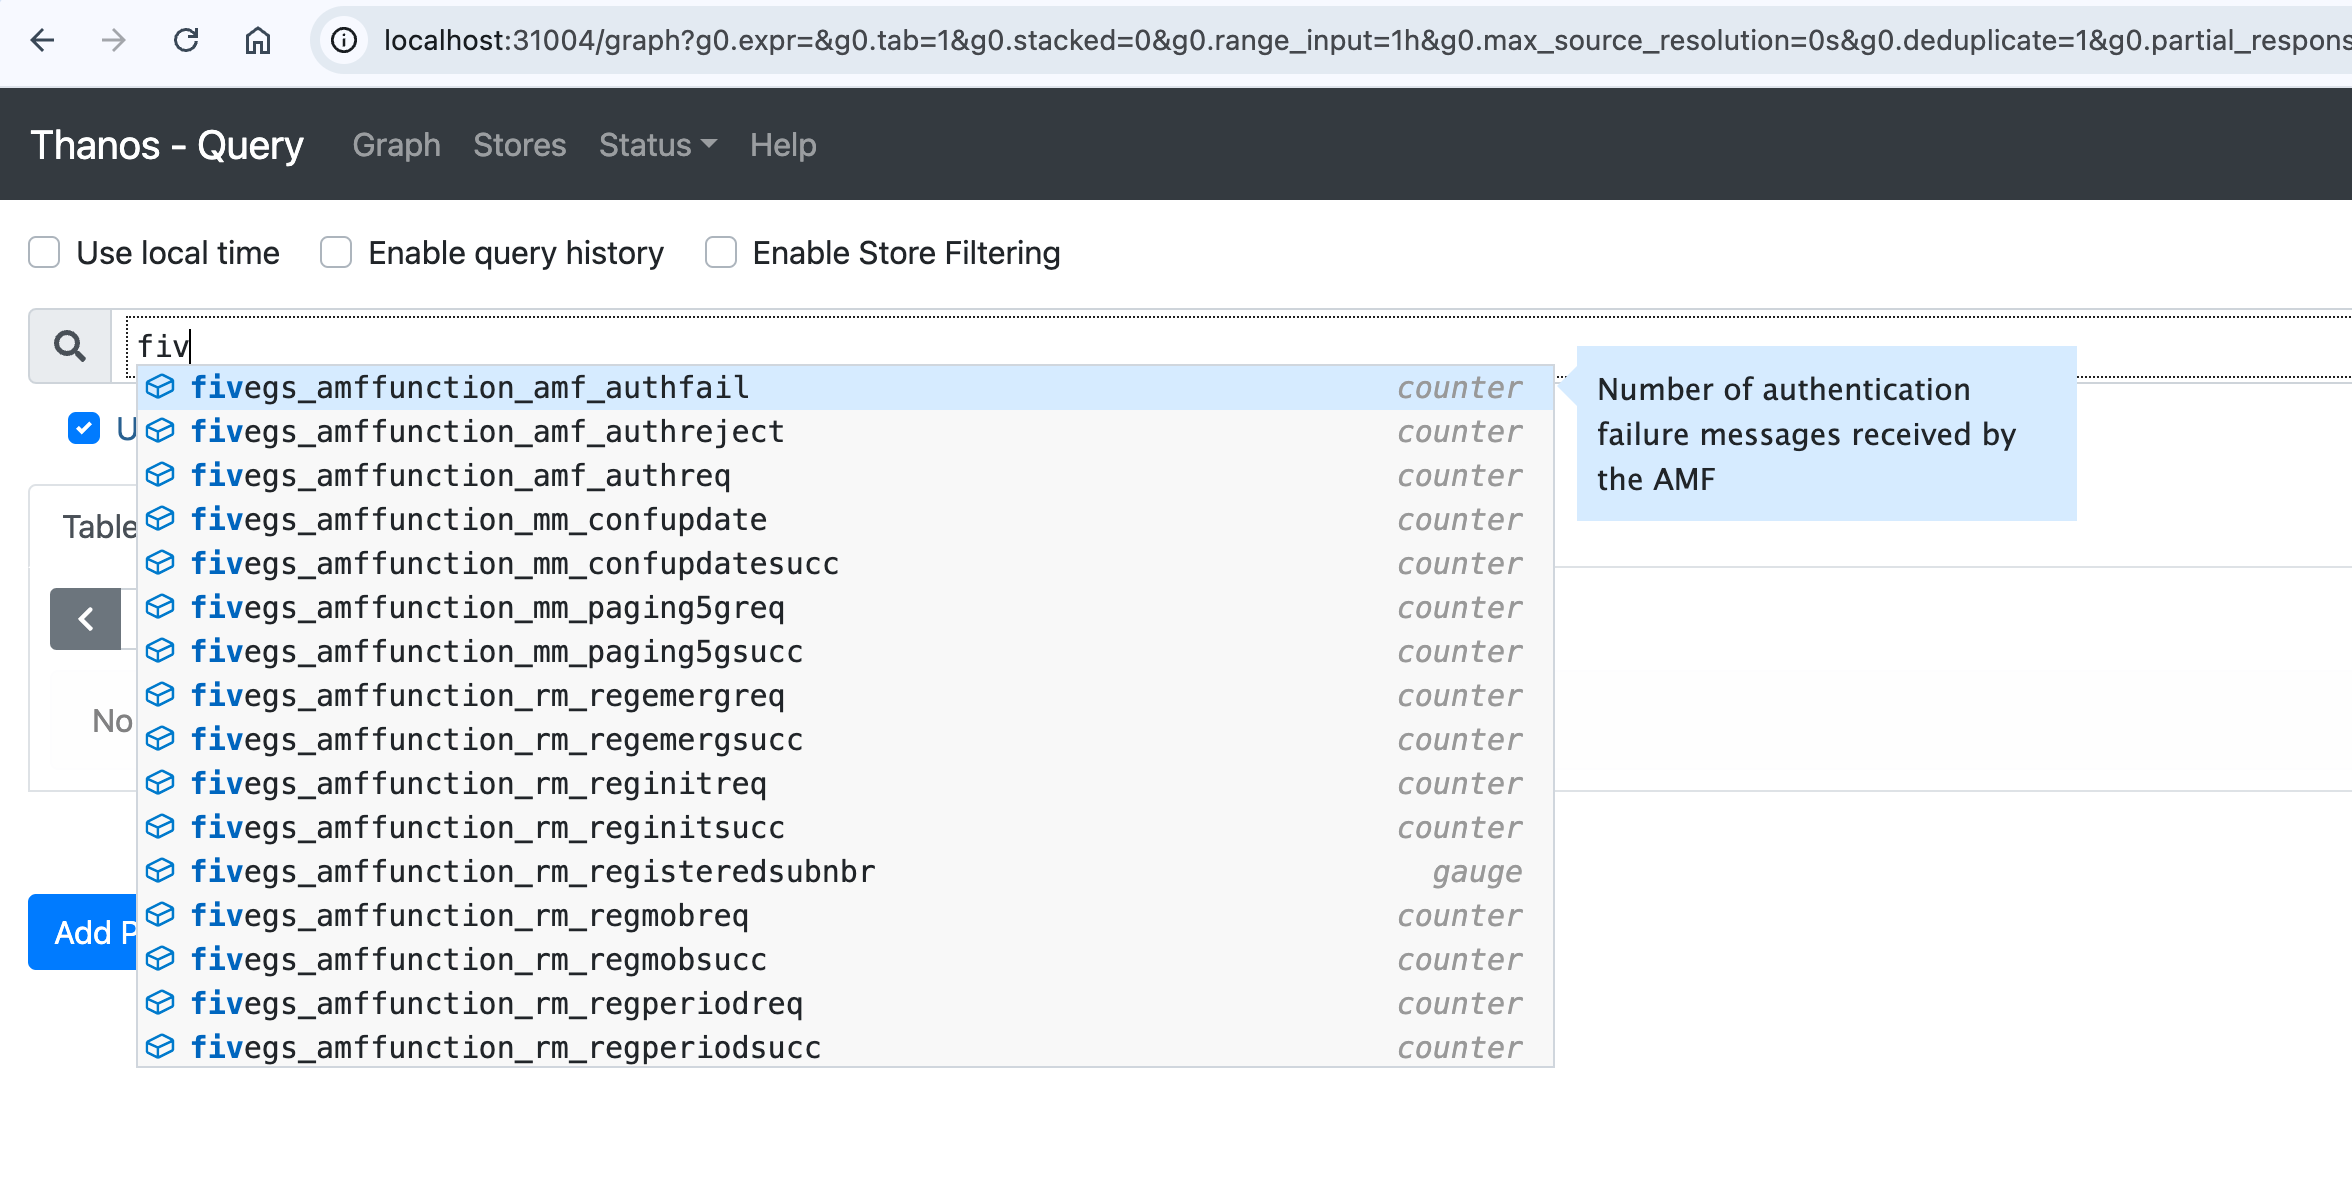 localhost:31004/graph?g0.expr=&g0.tab=1&g0.stacked=0&g0.range_input=1h&g0.max_source_resolution=0s&g0.deduplicate=1&g0.partial_respons
Thanos - Query Graph Stores Status Help
Use local time Enable query history Enable Store Filtering
fiv
fivegs_amffunction_amf_authfail counter
fivegs_amffunction_amf_authreject counter
fivegs_amffunction_amf_authreq counter
fivegs_amffunction_mm_confupdate counter
fivegs_amffunction_mm_confupdatesucc counter
fivegs_amffunction_mm_paging5greq counter
fivegs_amffunction_mm_paging5gsucc counter
fivegs_amffunction_rm_regemergreq counter
fivegs_amffunction_rm_regemergsucc counter
fivegs_amffunction_rm_reginitreq counter
fivegs_amffunction_rm_reginitsucc counter
fivegs_amffunction_rm_registeredsubnbr gauge
fivegs_amffunction_rm_regmobreq counter
fivegs_amffunction_rm_regmobsucc counter
fivegs_amffunction_rm_regperiodreq counter
fivegs_amffunction_rm_regperiodsucc counter
Number of authentication
failure messages received by
the AMF
U
Table
No
Add P